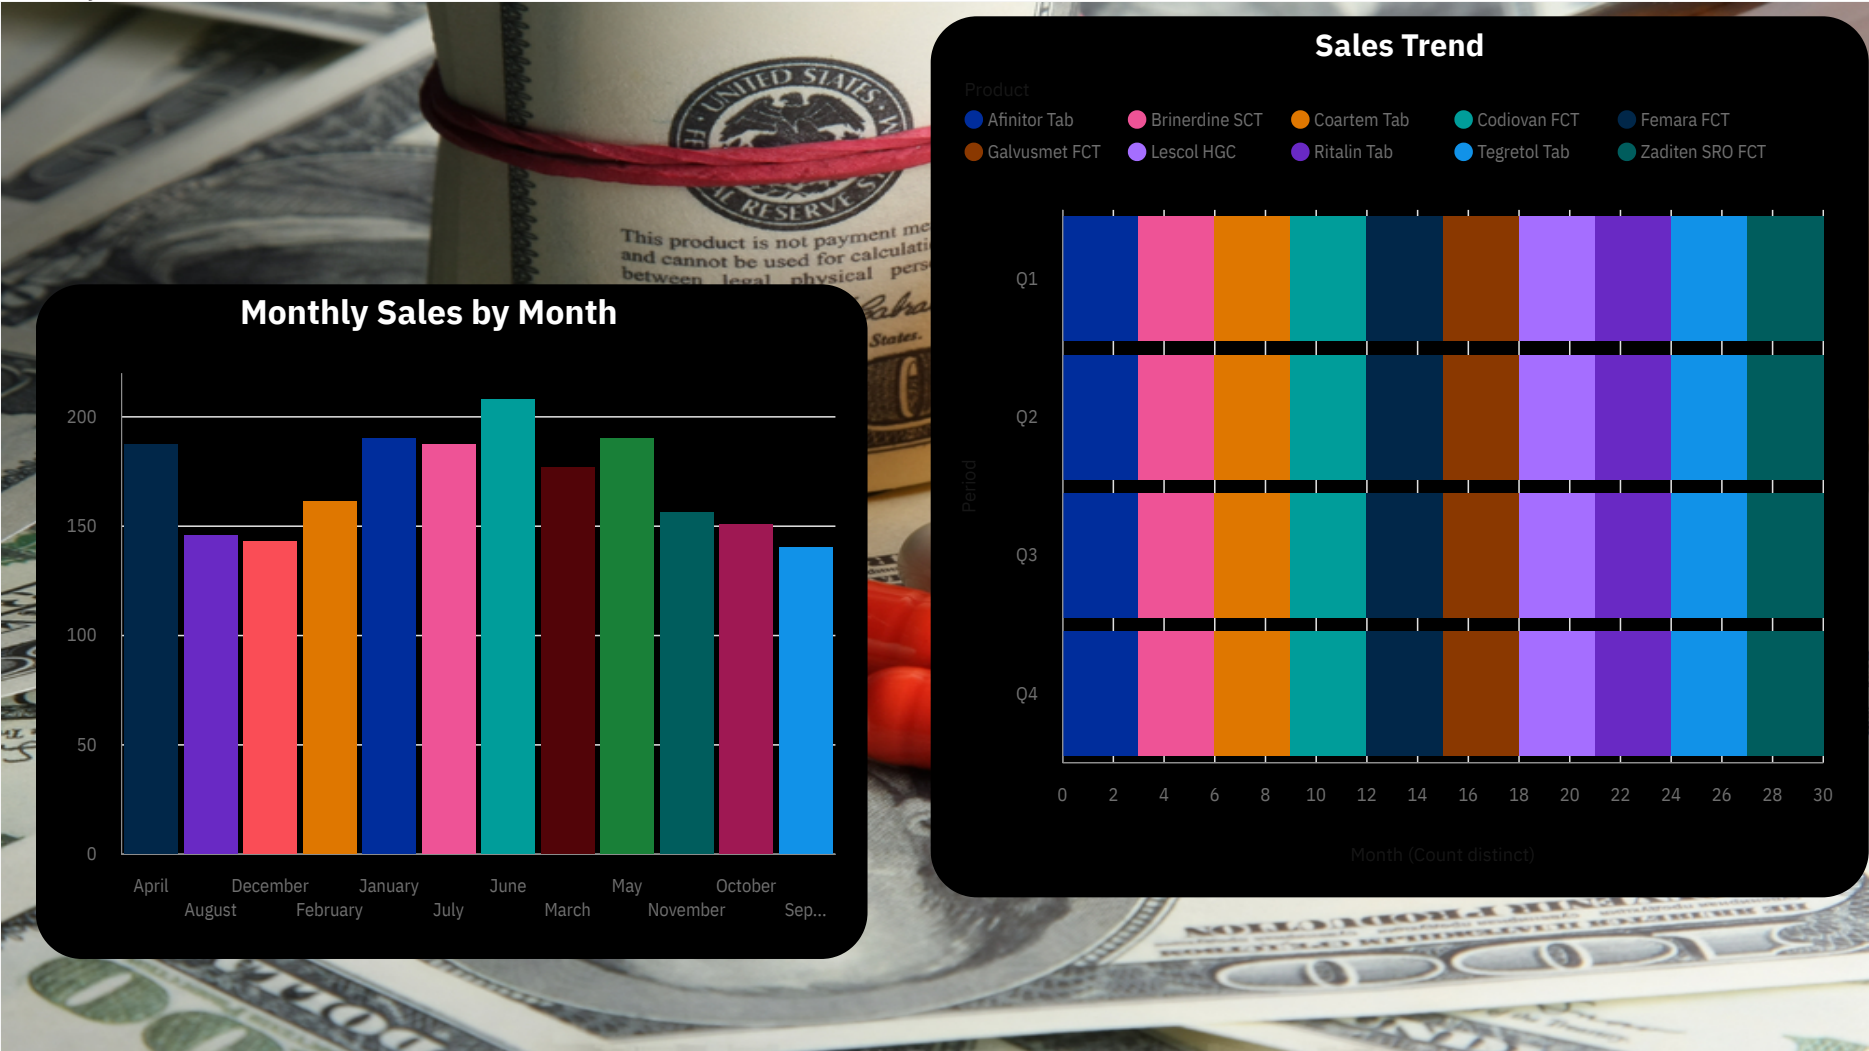 UNITED STATES
RESERVE
This product is not payment me
and cannot be used for calculati
between legal physical pers
States.
Monthly Sales by Month
200
150
100
50
0
April
December
January
June
May
October
August
February
July
March
November
Sep...
Sales Trend
Product
Afinitor Tab
Brinerdine SCT
Coartem Tab
Codiovan FCT
Femara FCT
Galvusmet FCT
Lescol HGC
Ritalin Tab
Tegretol Tab
Zaditen SRO FCT
Period
Q1
Q2
Q3
Q4
0 2 4 6 8 10 12 14 16 18 20 22 24 26 28 30
Month (Count distinct)